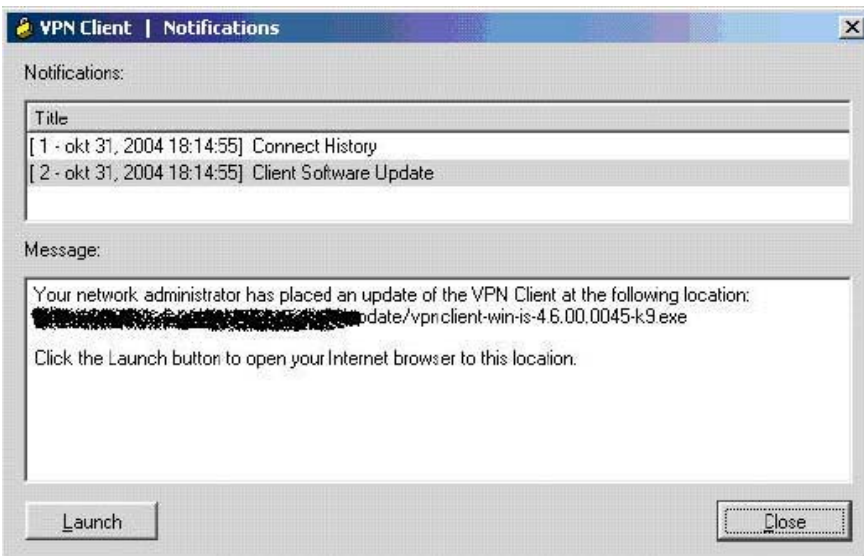 VPN Client | Notifications
Notifications:
Title
[ 1 - okt 31, 2004 18:14:55] Connect History
[ 2 - okt 31, 2004 18:14:55] Client Software Update
Message:
Your network administrator has placed an update of the VPN Client at the following location:
pdate/vpnclient-win-is-4.6.00.0045-k9.exe
Click the Launch button to open your Internet browser to this location.
Launch
Close